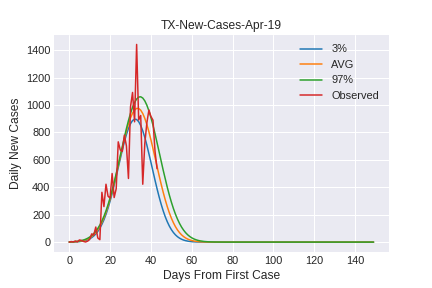 TX-New-Cases-Apr-19
3%
AVG
97%
Observed
Daily New Cases
1400
1200
1000
800
600
400
200
0
0 20 40 60 80 100 120 140
Days From First Case